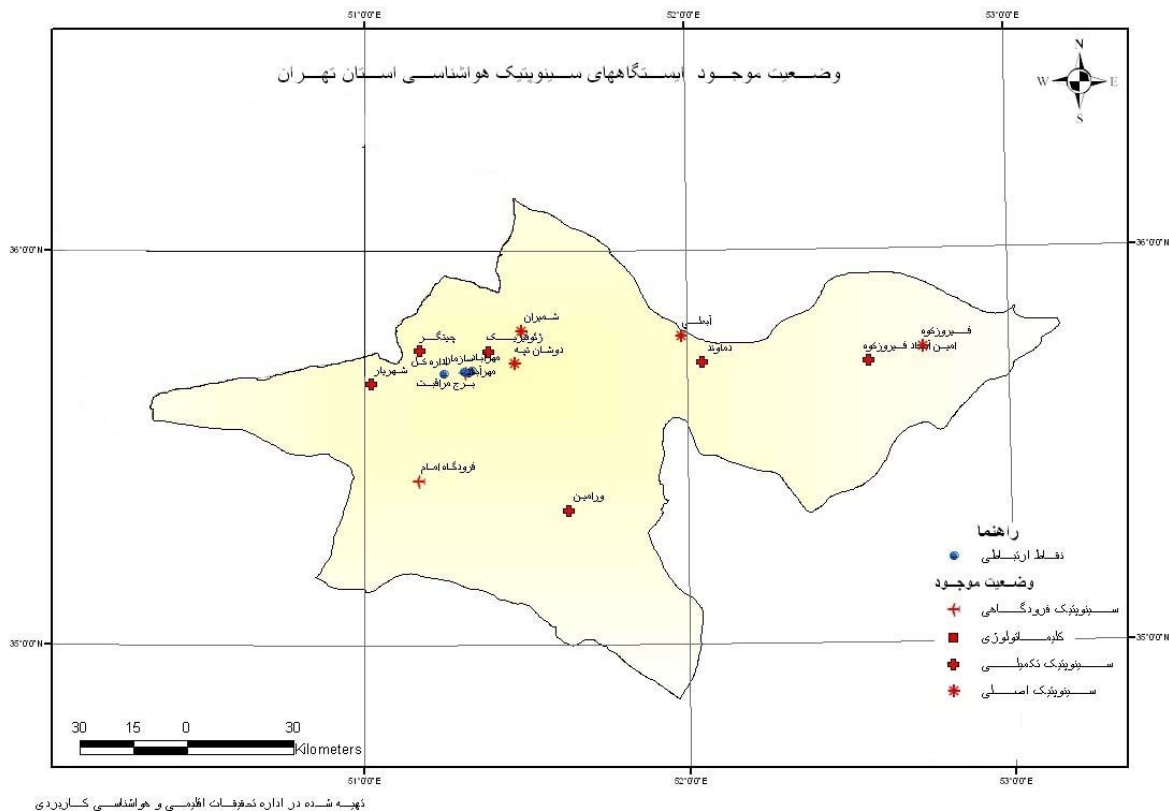 51°0'0"E 52°0'0"E 53°0'0"E
وضعیت موجود ایستگاههای سینوپتیک هواشناسی استان تهران
N
W E
S
36°0'0"N 36°0'0"N
شمیران
آبعلی
فیروزکوه
چیتگر
ژئوفیزیک
دوشان تپه
دماوند
امین آباد فیروزکوه
مهرآباد
سازمان
اداره کل
شهریار
برج مراقبت
فرودگاه امام
ورامین
راهنما
نقاط ارتباطی
وضعیت موجود
سینوپتیک فرودگاهی
کلیماتولوژی
سینوپتیک تکمیلی
سینوپتیک اصلی
35°0'0"N 35°0'0"N
30 15 0 30
Kilometers
51°0'0"E 52°0'0"E 53°0'0"E
تهیه شده در اداره تحقیقات اقلیمی و هواشناسی کاربردی